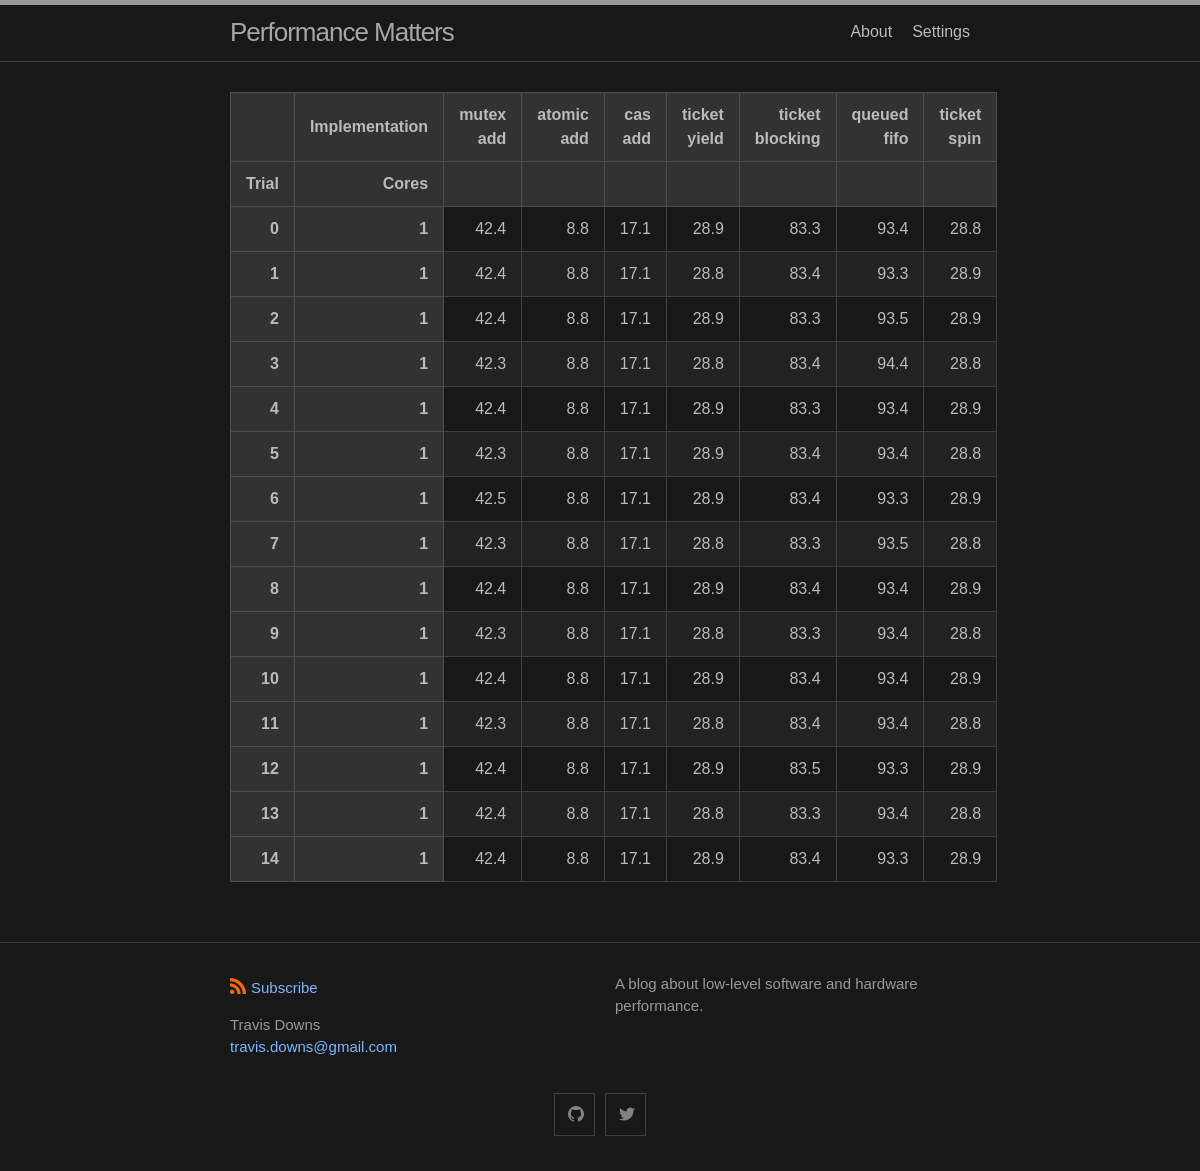 Performance Matters
About Settings
Implementation mutex add atomic add cas add ticket yield ticket blocking queued fifo ticket spin
Trial Cores
0 1 42.4 8.8 17.1 28.9 83.3 93.4 28.8
1 1 42.4 8.8 17.1 28.8 83.4 93.3 28.9
2 1 42.4 8.8 17.1 28.9 83.3 93.5 28.9
3 1 42.3 8.8 17.1 28.8 83.4 94.4 28.8
4 1 42.4 8.8 17.1 28.9 83.3 93.4 28.9
5 1 42.3 8.8 17.1 28.9 83.4 93.4 28.8
6 1 42.5 8.8 17.1 28.9 83.4 93.3 28.9
7 1 42.3 8.8 17.1 28.8 83.3 93.5 28.8
8 1 42.4 8.8 17.1 28.9 83.4 93.4 28.9
9 1 42.3 8.8 17.1 28.8 83.3 93.4 28.8
10 1 42.4 8.8 17.1 28.9 83.4 93.4 28.9
11 1 42.3 8.8 17.1 28.8 83.4 93.4 28.8
12 1 42.4 8.8 17.1 28.9 83.5 93.3 28.9
13 1 42.4 8.8 17.1 28.8 83.3 93.4 28.8
14 1 42.4 8.8 17.1 28.9 83.4 93.3 28.9
Subscribe
Travis Downs
travis.downs@gmail.com
A blog about low-level software and hardware
performance.